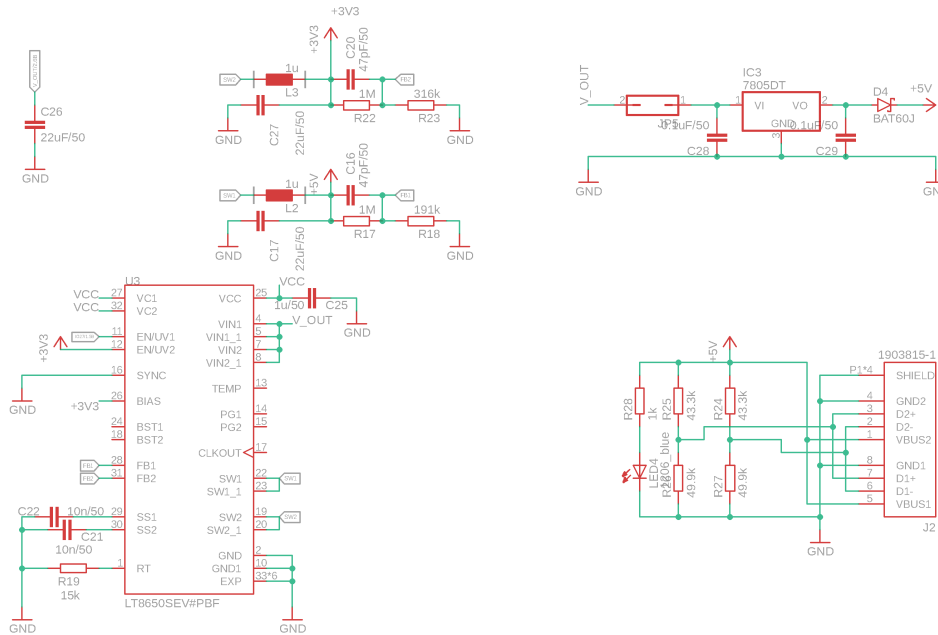 +3V3
+3V3
C20
47pF/50
SW2
1u
L3
FB2
1M
R22
316k
R23
C27
22uF/50
GND
GND
C26
22uF/50
GND
+5V
C16
47pF/50
SW1
1u
L2
FB1
1M
R17
191k
R18
C17
22uF/50
GND
GND
V_OUT
2
1
JP5
IC3
7805DT
1
VI
VO
2
GND
3
0.1uF/50
C28
0.1uF/50
C29
D4
BAT60J
+5V
GND
GN
U3
VCC
27
VC1
VCC
32
VC2
11
EN/UV1
+3V3
12
EN/UV2
16
SYNC
GND
+3V3
26
BIAS
24
BST1
18
BST2
FB1
28
FB1
FB2
31
FB2
C22
10n/50
29
SS1
C21
10n/50
30
SS2
1
RT
R19
15k
GND
LT8650SEV#PBF
VCC
25
VCC
1u/50
C25
GND
VIN1
4
V_OUT
VIN1_1
5
VIN2
7
VIN2_1
8
TEMP
13
PG1
14
PG2
15
CLKOUT
17
SW1
22
SW1
SW1_1
23
SW2
19
SW2
SW2_1
20
GND
2
GND1
10
EXP
33*6
GND
+5V
R28
1k
R25
43.3k
R24
43.3k
LED4
1206_blue
R26
49.9k
R27
49.9k
GND
1903815-1
P1*4
SHIELD
4
GND2
3
D2+
2
D2-
1
VBUS2
8
GND1
7
D1+
6
D1-
5
VBUS1
J2